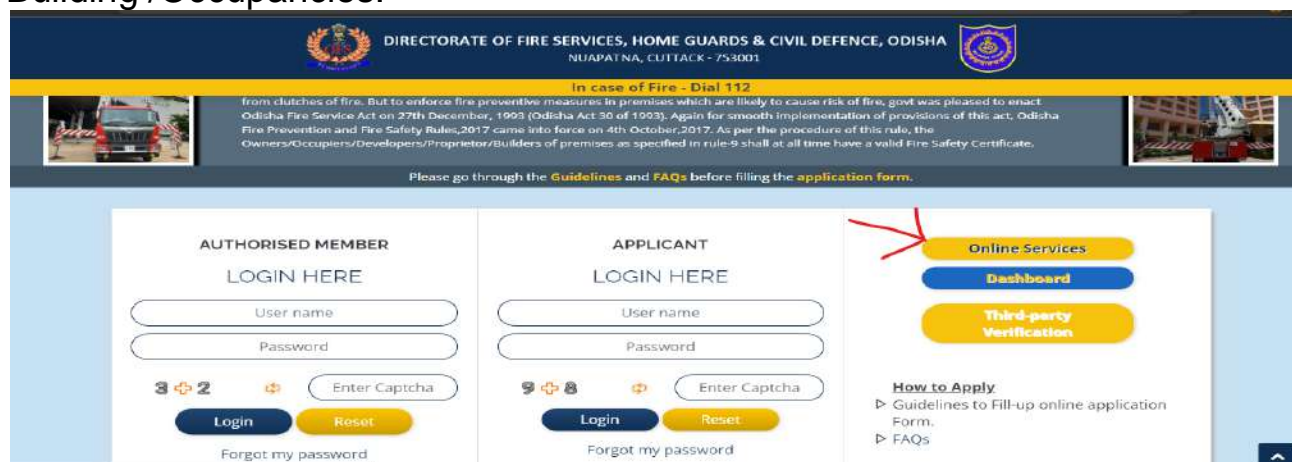 Building /Occupancies.
DIRECTORATE OF FIRE SERVICES, HOME GUARDS & CIVIL DEFENCE, ODISHA
NUAPATNA, CUTTACK - 753001
In case of Fire - Dial 112
from clutches of fire. But to enforce fire preventive measures in premises which are likely to cause risk of fire, govt was pleased to enact
Odisha Fire Service Act on 27th December, 1993 (Odisha Act 30 of 1993). Again for smooth implementation of provisions of this act, Odisha
Fire Prevention and Fire Safety Rules,2017 came into force on 4th October,2017. As per the procedure of this rule, the
Owners/Occupiers/Developers/Proprietor/Builders of premises as specified in rule-9 shall at all time have a valid Fire Safety Certificate.
Please go through the Guidelines and FAQs before filling the application form.
AUTHORISED MEMBER
LOGIN HERE
User name
Password
3 + 2
Enter Captcha
Login
Reset
Forgot my password
APPLICANT
LOGIN HERE
User name
Password
9 + 8
Enter Captcha
Login
Reset
Forgot my password
Online Services
Dashboard
Third-party
Verification
How to Apply
Guidelines to Fill-up online application
Form.
FAQs